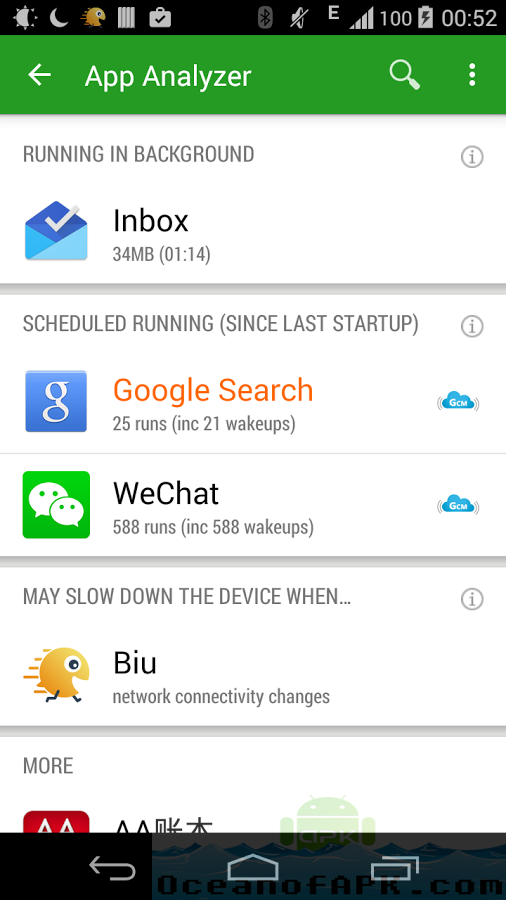 E 100 00:52
App Analyzer
RUNNING IN BACKGROUND
Inbox
34MB (01:14)
SCHEDULED RUNNING (SINCE LAST STARTUP)
g
Google Search
25 runs (inc 21 wakeups)
GCM
WeChat
588 runs (inc 588 wakeups)
GCM
MAY SLOW DOWN THE DEVICE WHEN...
Biu
network connectivity changes
MORE
AA
AA账本
APK
OceanofAPK.com